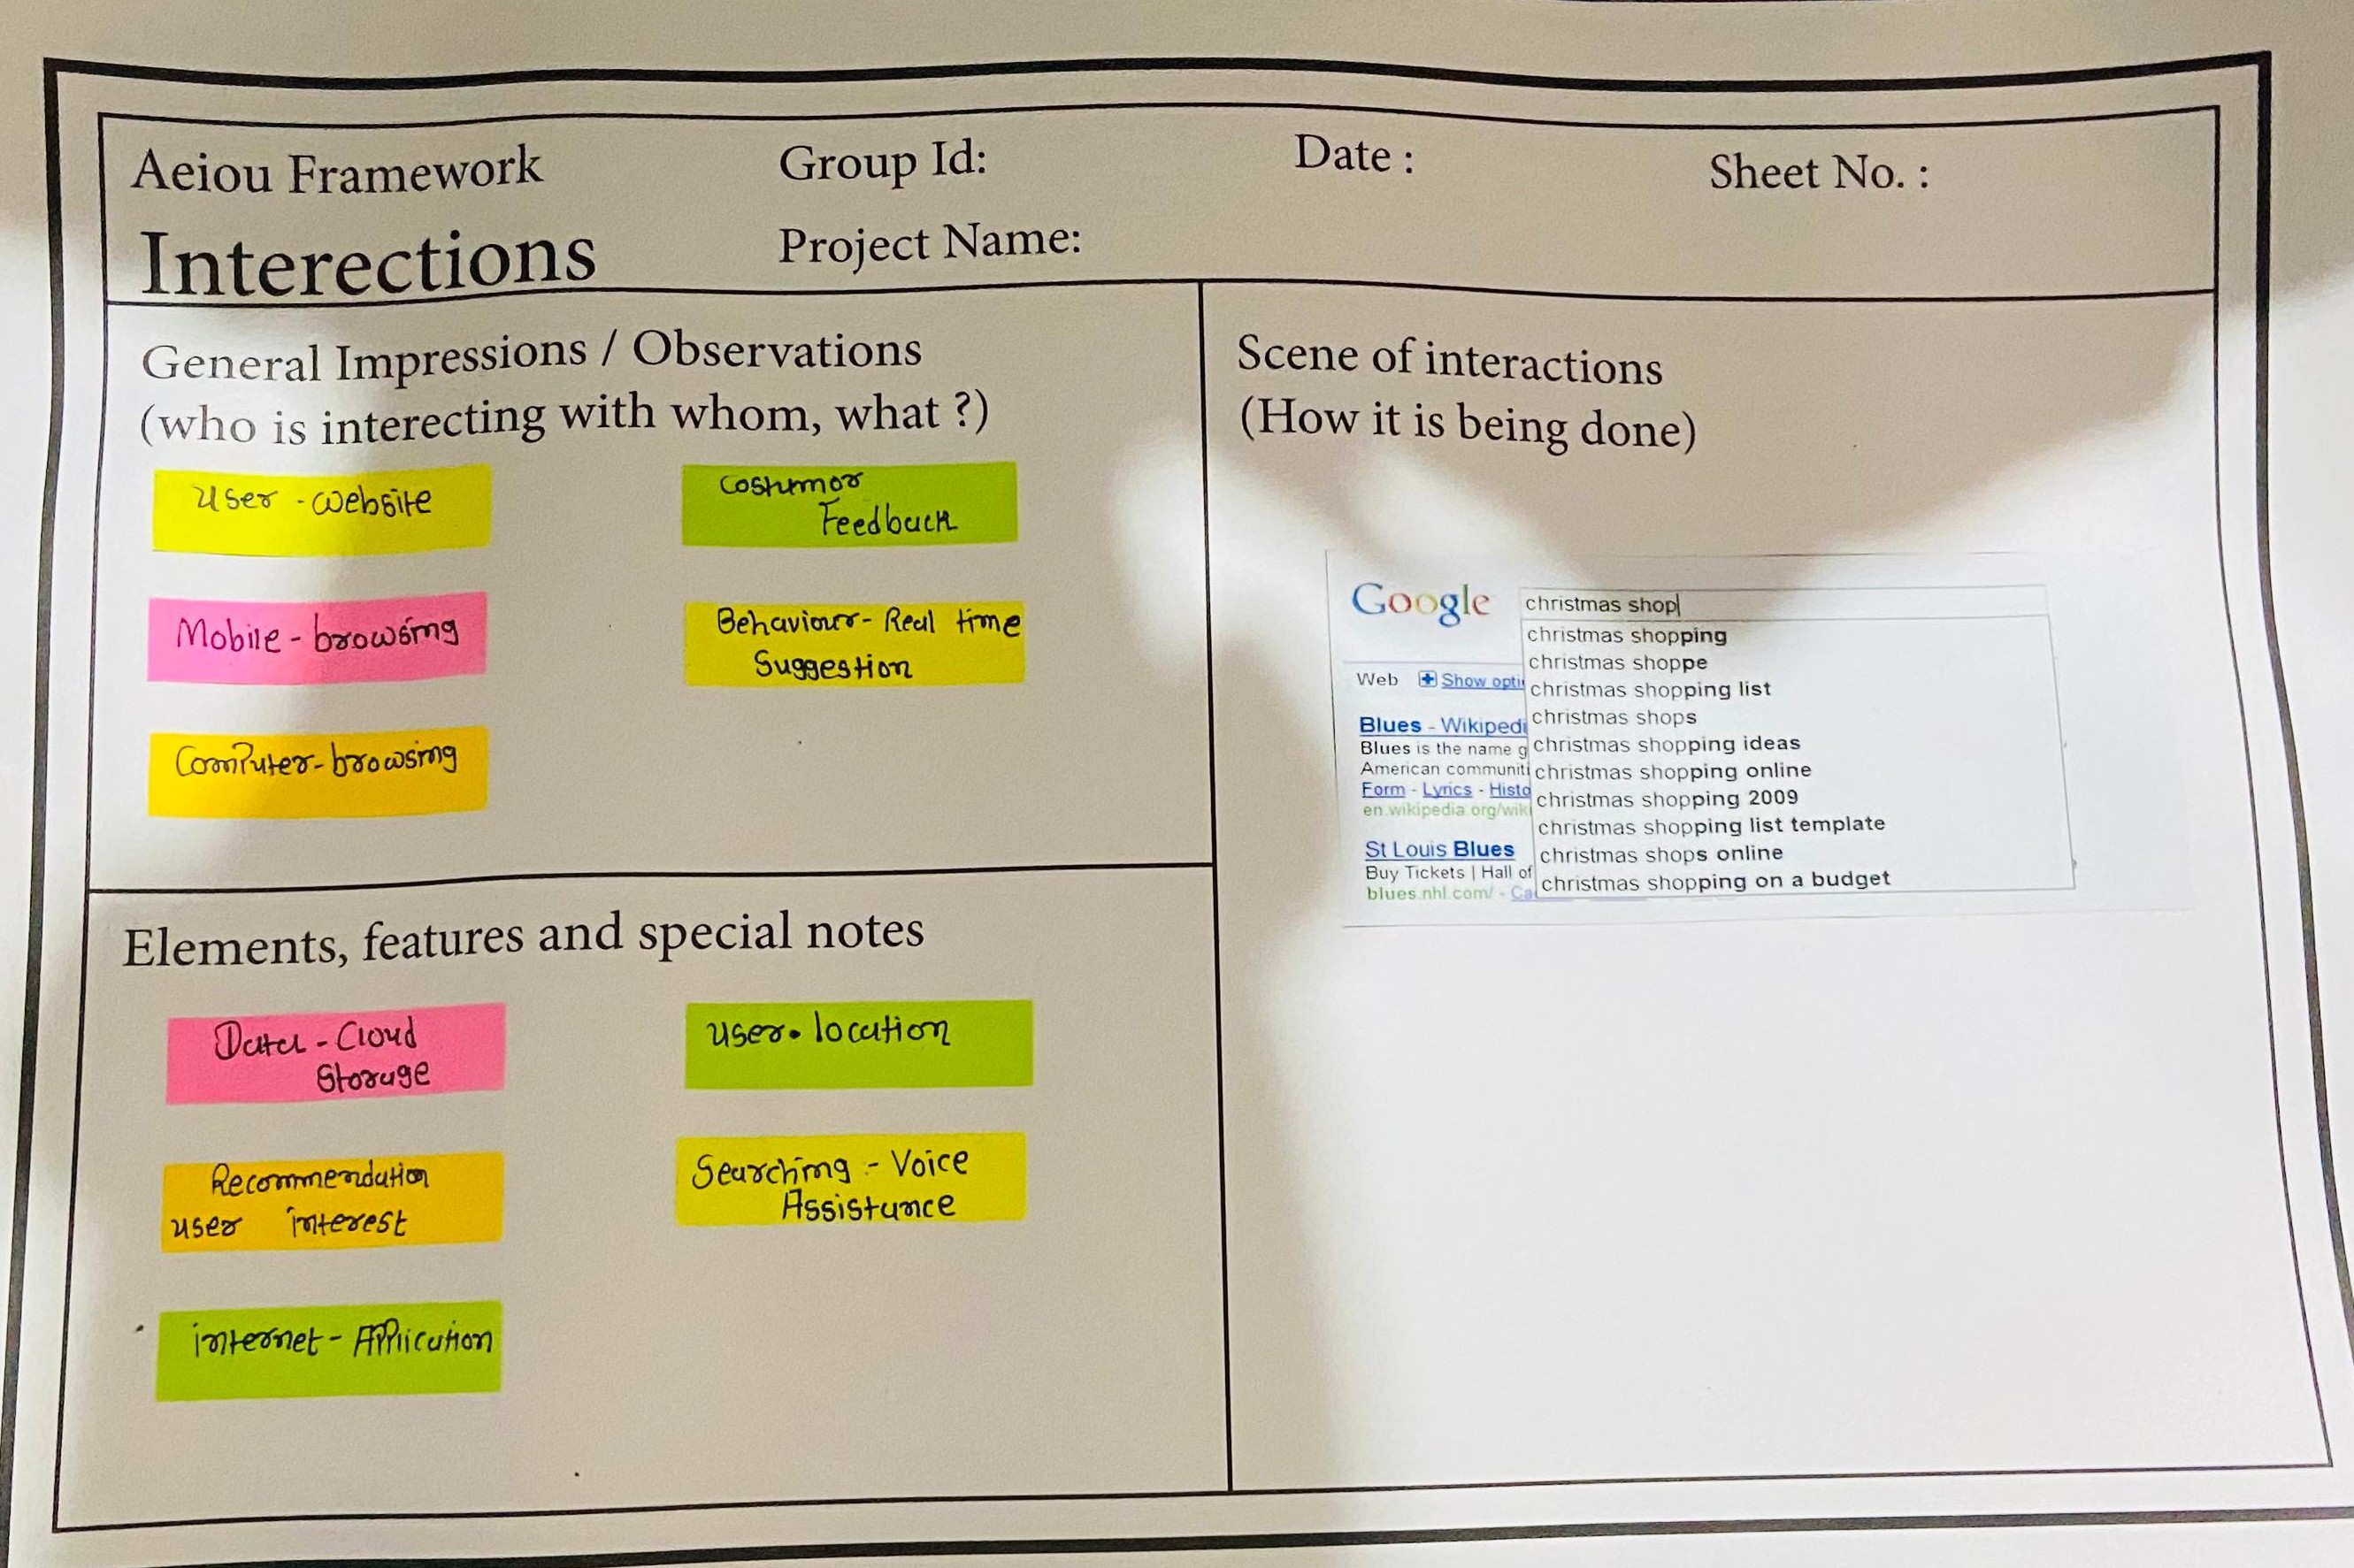 Aeiou Framework
Interections
Group Id:
Project Name:
Date :
Sheet No. :
General Impressions / Observations
(who is interecting with whom, what ?)
User - website
Mobile - browsing
Computer - browsing
Costumor
Feedback
Behaviour - Real time
Suggestion
Elements, features and special notes
Data - Cloud
Storage
Recommendation
user interest
internet - Application
user. location
Searching - Voice
Assistance
Scene of interactions
(How it is being done)
Google
christmas shop
christmas shopping
christmas shoppe
christmas shopping list
christmas shops
christmas shopping ideas
christmas shopping online
christmas shopping 2009
christmas shopping list template
christmas shops online
christmas shopping on a budget
Web Show opti
Blues - Wikipedi
Blues is the name g
American communiti
Form - Lyrics - Histo
en.wikipedia.org/wiki
St Louis Blues
Buy Tickets | Hall of
blues.nhl.com/ - Ca